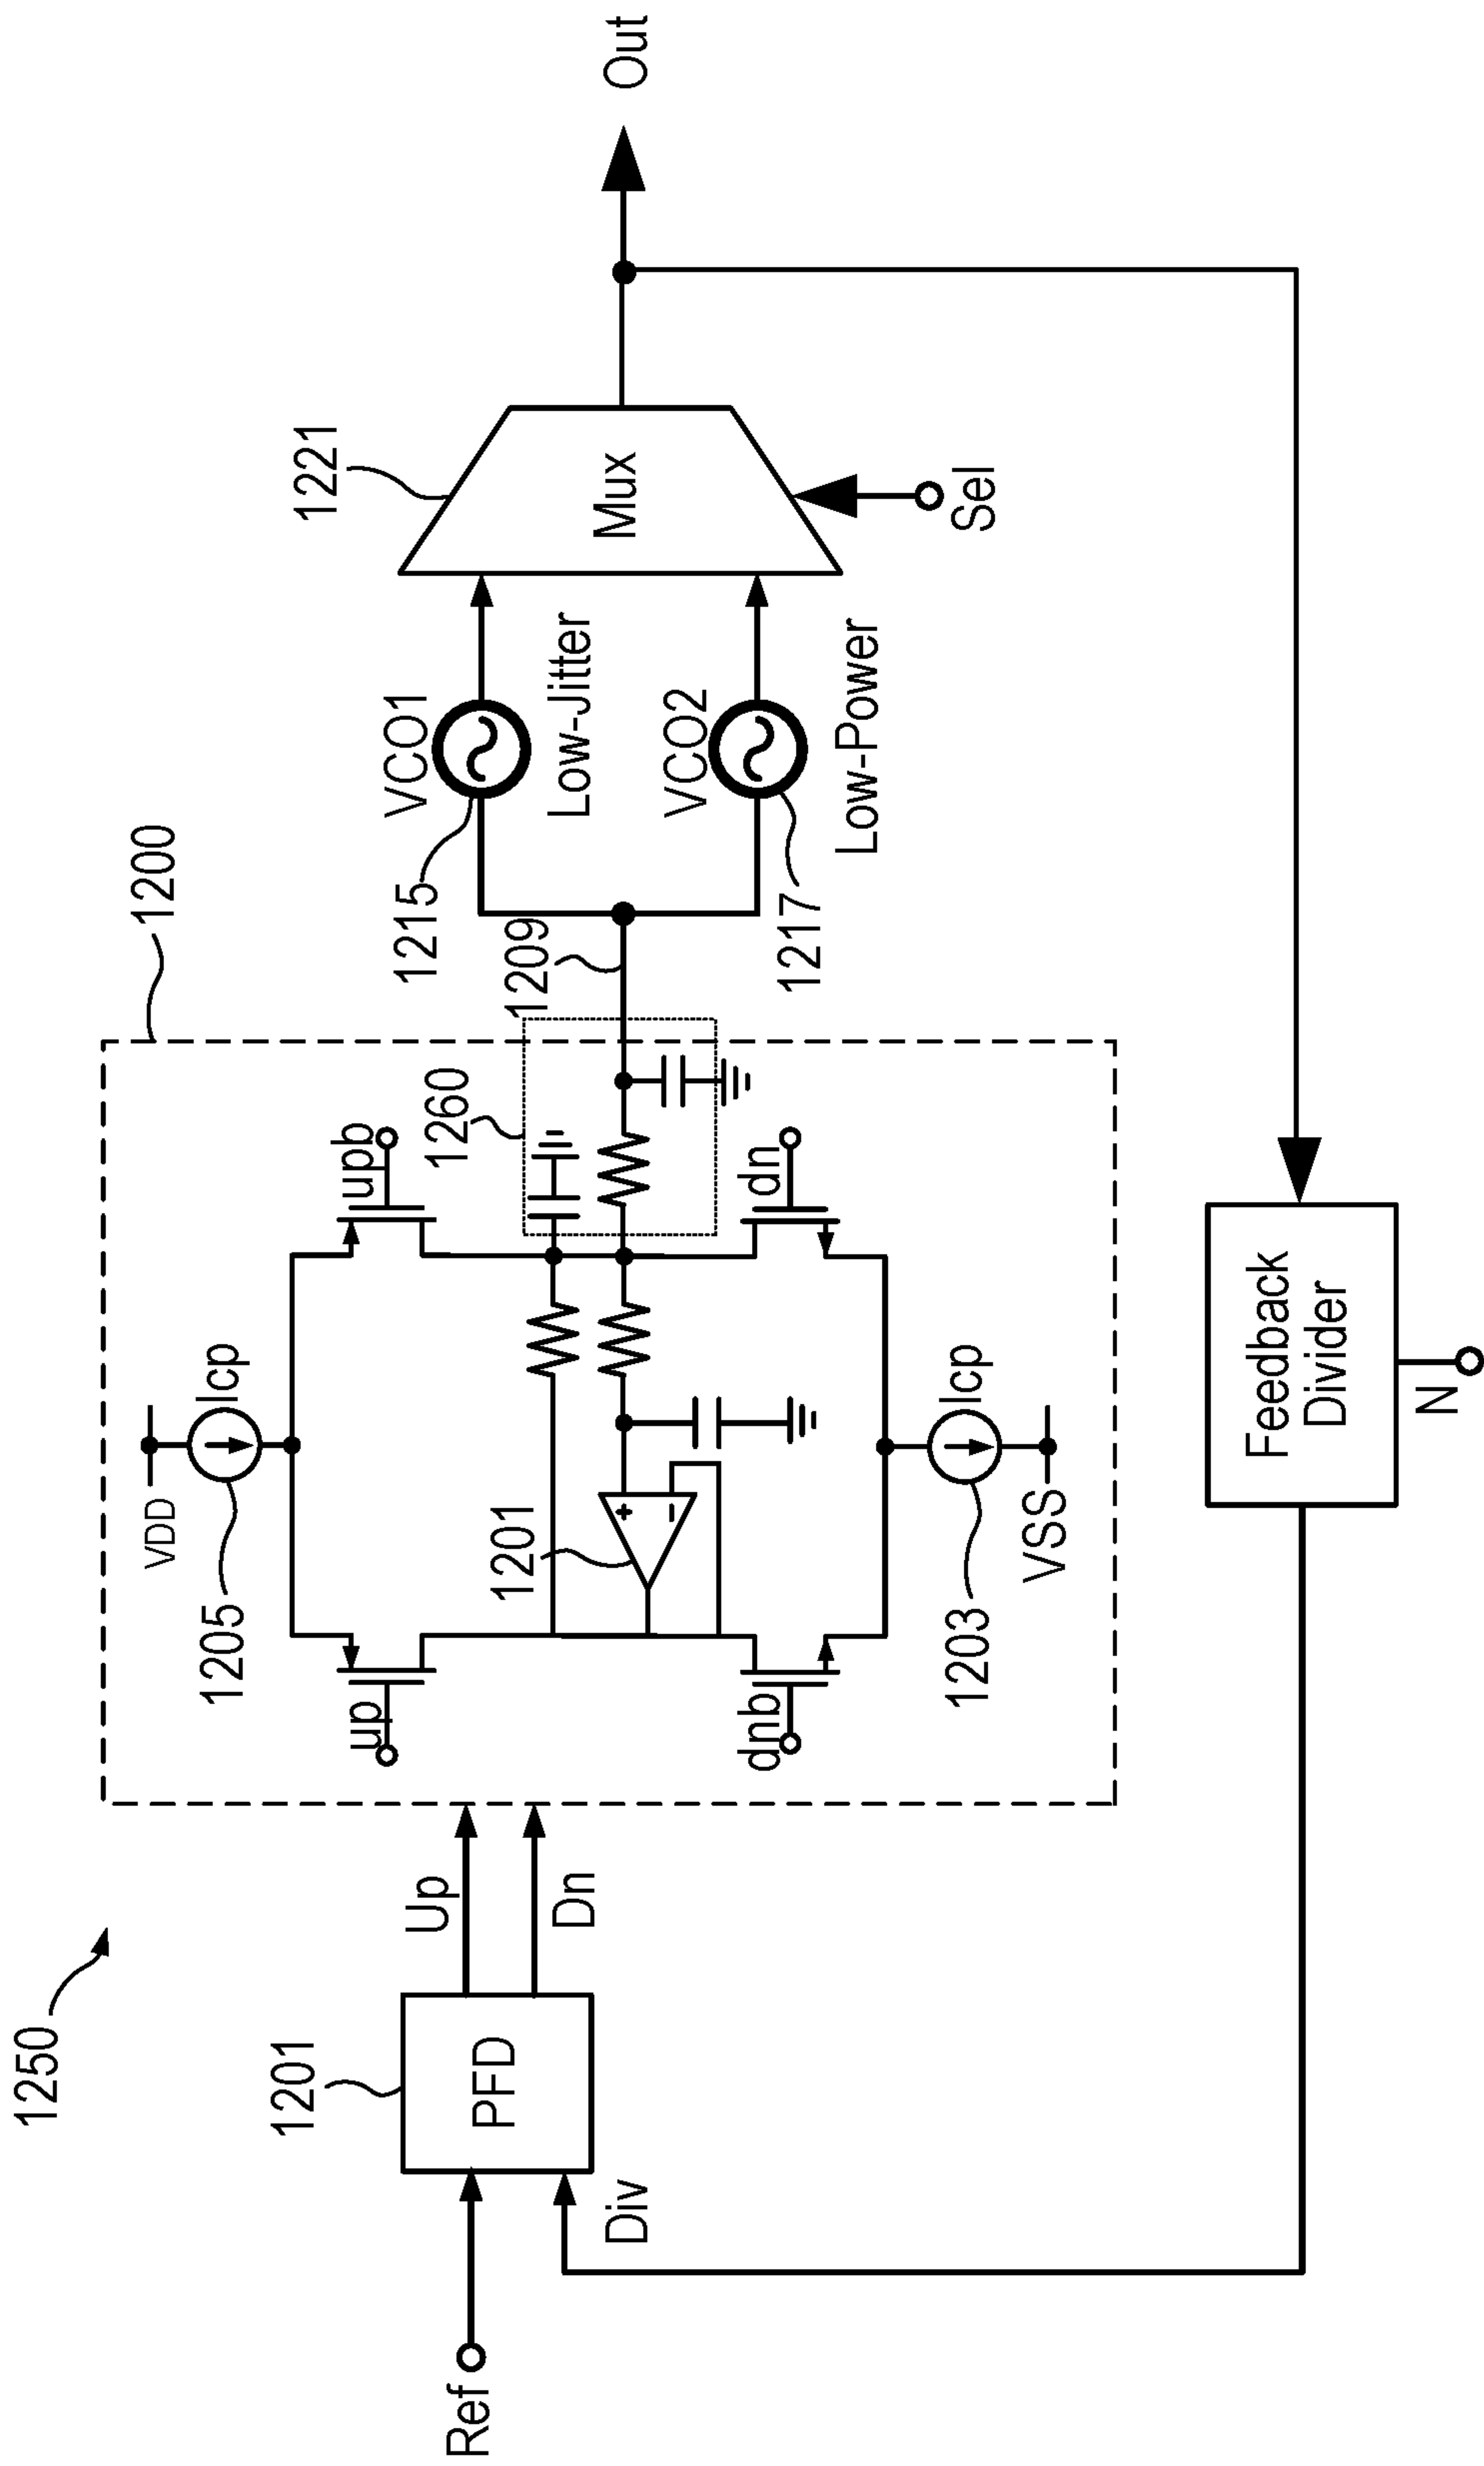 1250
1200
Ref
1201
PFD
Div
Up
Dn
VDD
1205
Icp
up
upb
1260
1201
+
−
dnb
dn
1203
Icp
VSS
1209
1215
VCO1
Low-Jitter
1217
VCO2
Low-Power
1221
Mux
Sel
Out
Feedback
Divider
N